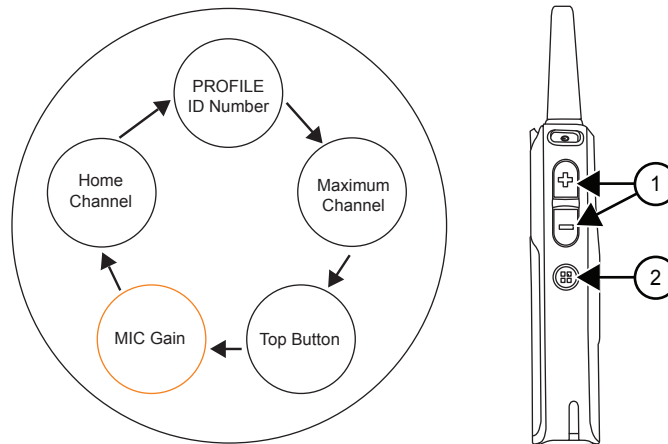 PROFILE
ID Number
Home
Channel
Maximum
Channel
MIC Gain
Top Button
1
2